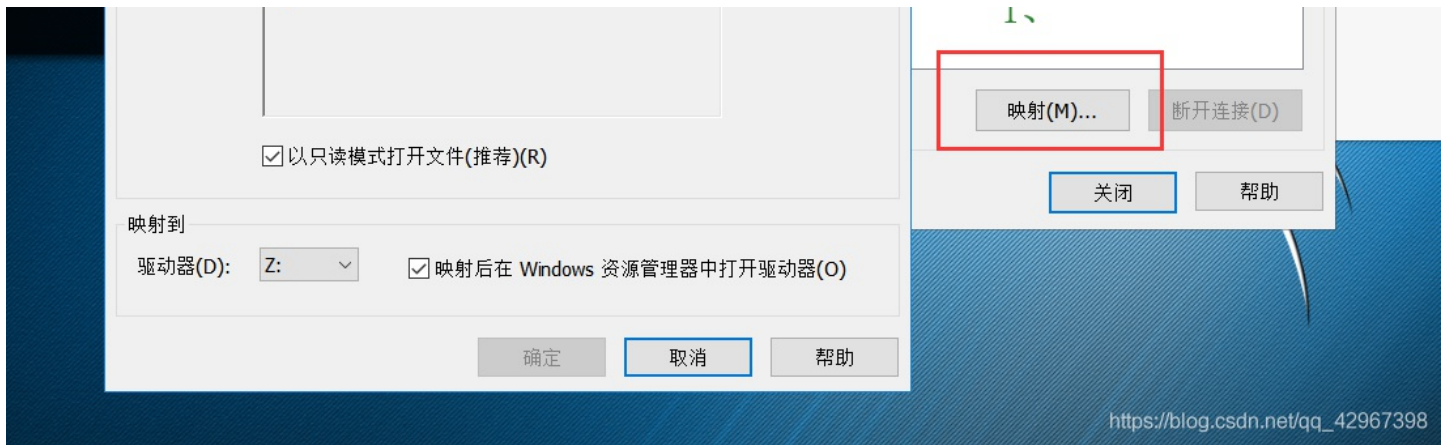 1、
映射(M)...
断开连接(D)
以只读模式打开文件(推荐)(R)
关闭
帮助
映射到
驱动器(D):
Z:
映射后在 Windows 资源管理器中打开驱动器(O)
确定
取消
帮助
https://blog.csdn.net/qq_42967398